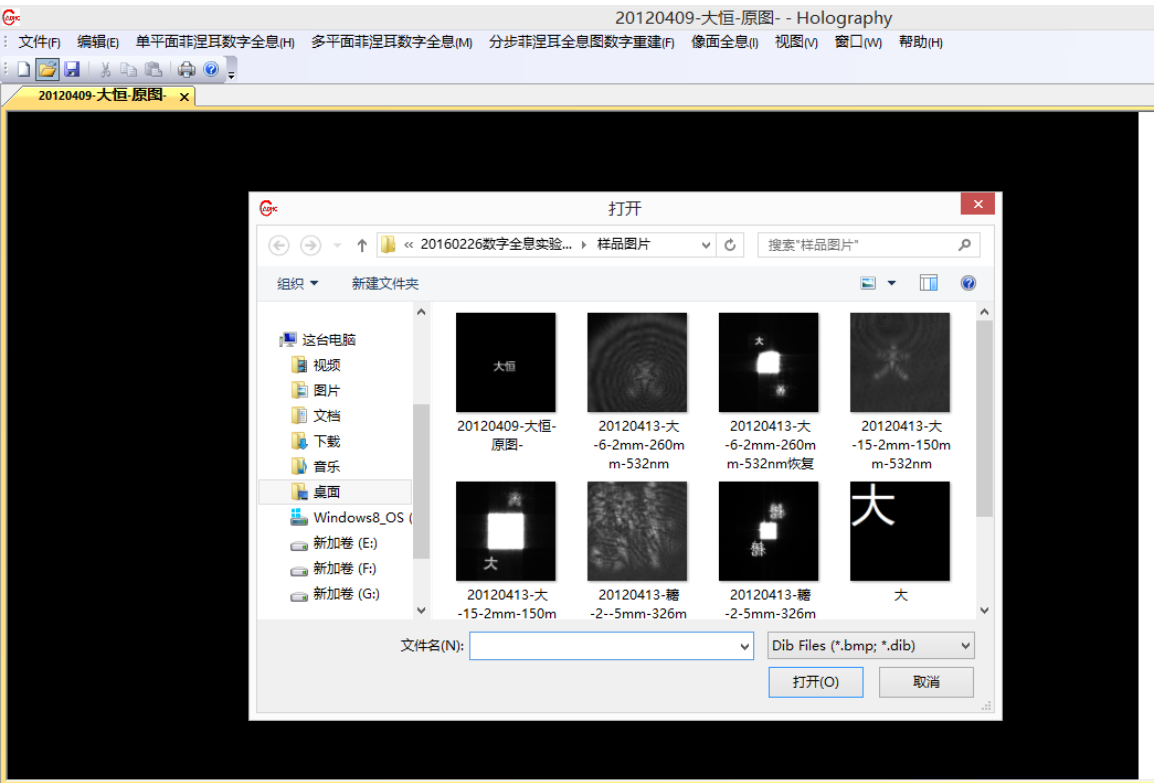 20120409-大恒-原图- - Holography
文件(F) 编辑(E) 单平面菲涅耳数字全息(H) 多平面菲涅耳数字全息(M) 分步菲涅耳全息图数字重建(F) 像面全息(I) 视图(V) 窗口(W) 帮助(H)
20120409-大恒-原图- x
打开
« 20160226数字全息实验... 样品图片
搜索"样品图片"
组织 新建文件夹
这台电脑
视频
图片
文档
下载
音乐
桌面
Windows8_OS (
新加卷 (E:)
新加卷 (F:)
新加卷 (G:)
大恒
20120409-大恒-
原图-
20120413-大
-6-2mm-260m
m-532nm
大
20120413-大
-6-2mm-260m
m-532nm恢复
20120413-大
-15-2mm-150m
m-532nm
大
20120413-大
-15-2mm-150m
20120413-糖
-2--5mm-326m
20120413-糖
-2-5mm-326m
大
大
文件名(N):
Dib Files (*.bmp; *.dib)
打开(O) 取消